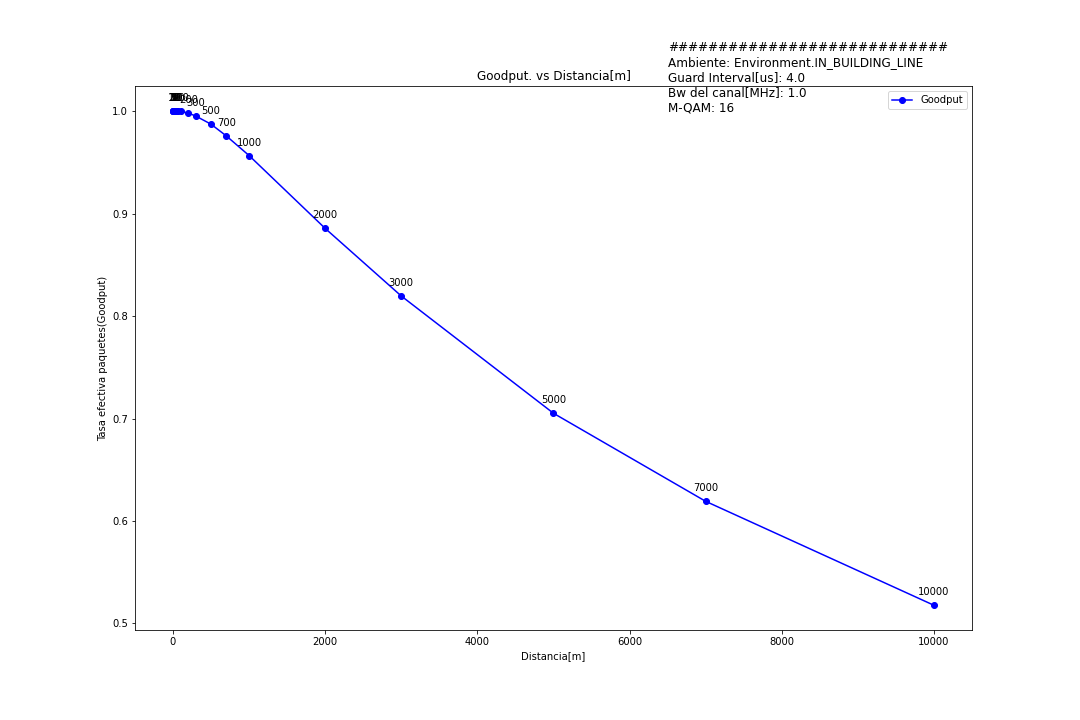 ###########################
Ambiente: Environment.IN_BUILDING_LINE
Guard Interval[us]: 4.0
Bw del canal[MHz]: 1.0
M-QAM: 16
Goodput. vs Distancia[m]
Goodput
200
300
500
700
1000
2000
3000
5000
7000
10000
Tasa efectiva paquetes(Goodput)
1.0
0.9
0.8
0.7
0.6
0.5
0
2000
4000
6000
8000
10000
Distancia[m]